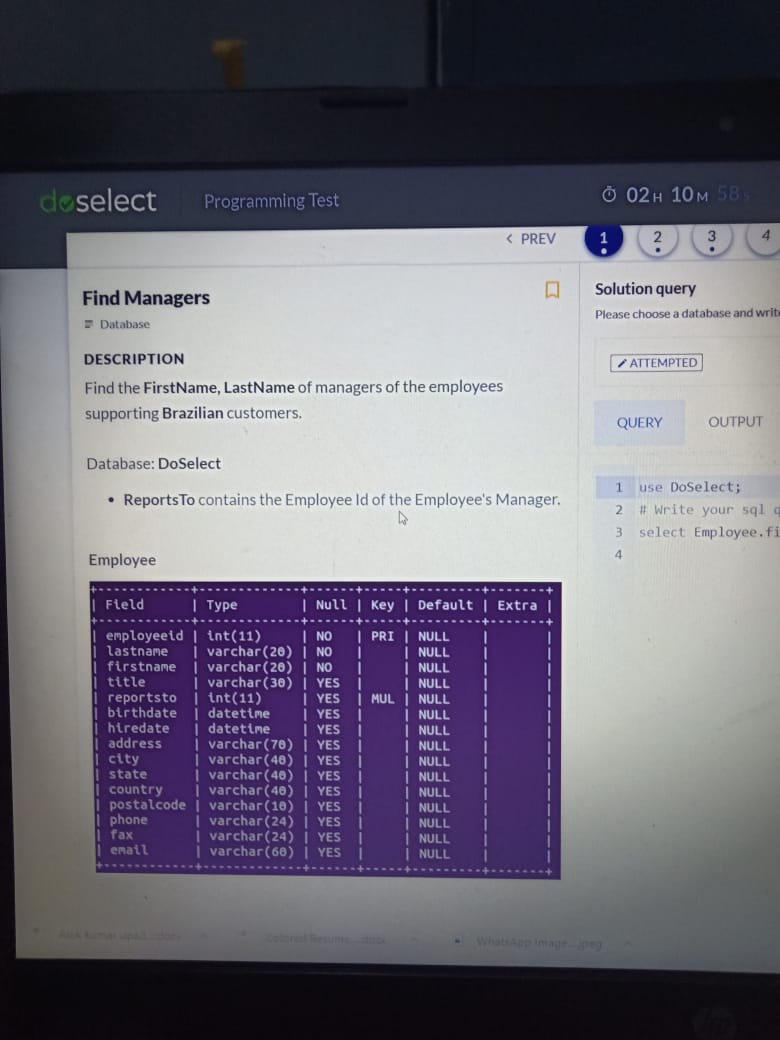 doselect
Programming Test
02H 10M 58s
< PREV
1
2
3
4
Find Managers
Database
DESCRIPTION
Find the FirstName, LastName of managers of the employees
supporting Brazilian customers.
Database: DoSelect
• ReportsTo contains the Employee Id of the Employee's Manager.
Employee
| Field | Type | Null | Key | Default | Extra |
| employeeid | int(11) | NO | PRI | NULL | |
| lastname | varchar(20) | NO | | NULL | |
| firstname | varchar(20) | NO | | NULL | |
| title | varchar(30) | YES | | NULL | |
| reportsto | int(11) | YES | MUL | NULL | |
| birthdate | datetime | YES | | NULL | |
| hiredate | datetime | YES | | NULL | |
| address | varchar(70) | YES | | NULL | |
| city | varchar(40) | YES | | NULL | |
| state | varchar(40) | YES | | NULL | |
| country | varchar(40) | YES | | NULL | |
| postalcode | varchar(10) | YES | | NULL | |
| phone | varchar(24) | YES | | NULL | |
| fax | varchar(24) | YES | | NULL | |
| email | varchar(60) | YES | | NULL | |
Solution query
Please choose a database and writ
ATTEMPTED
QUERY OUTPUT
1 use DoSelect;
2 # Write your sql q
3 select Employee.fi
4
Colored Resume....docx
WhatsApp Image....jpeg
hp